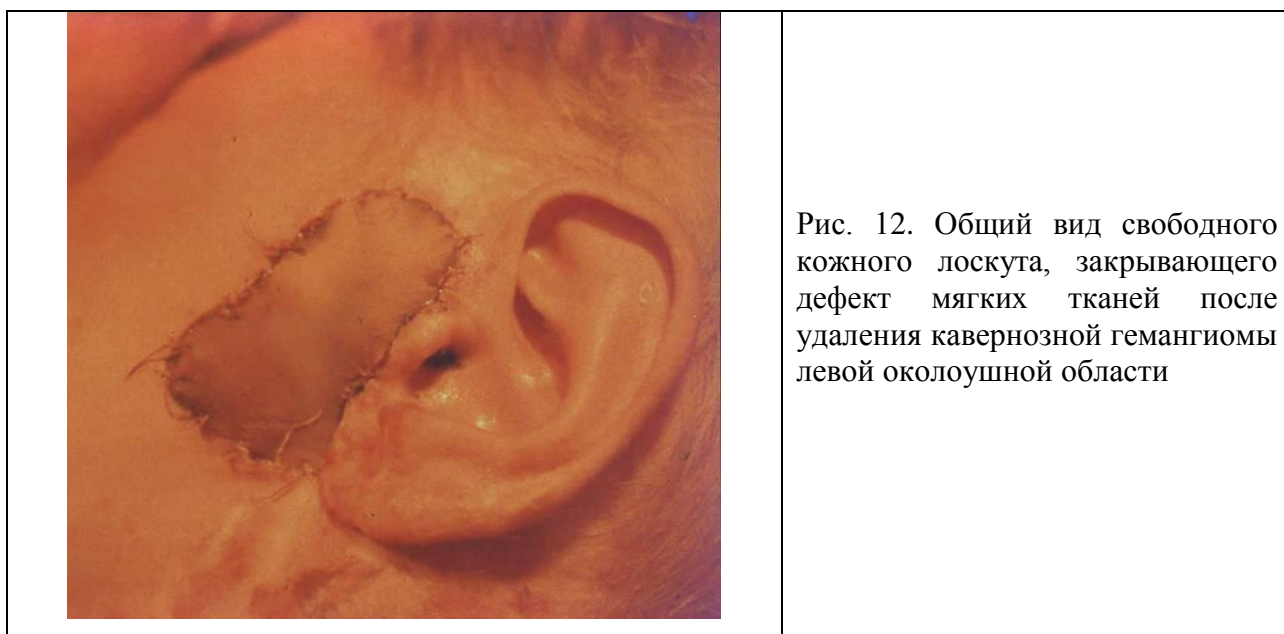 Рис. 12. Общий вид свободного
кожного лоскута, закрывающего
дефект мягких тканей после
удаления кавернозной гемангиомы
левой околоушной области